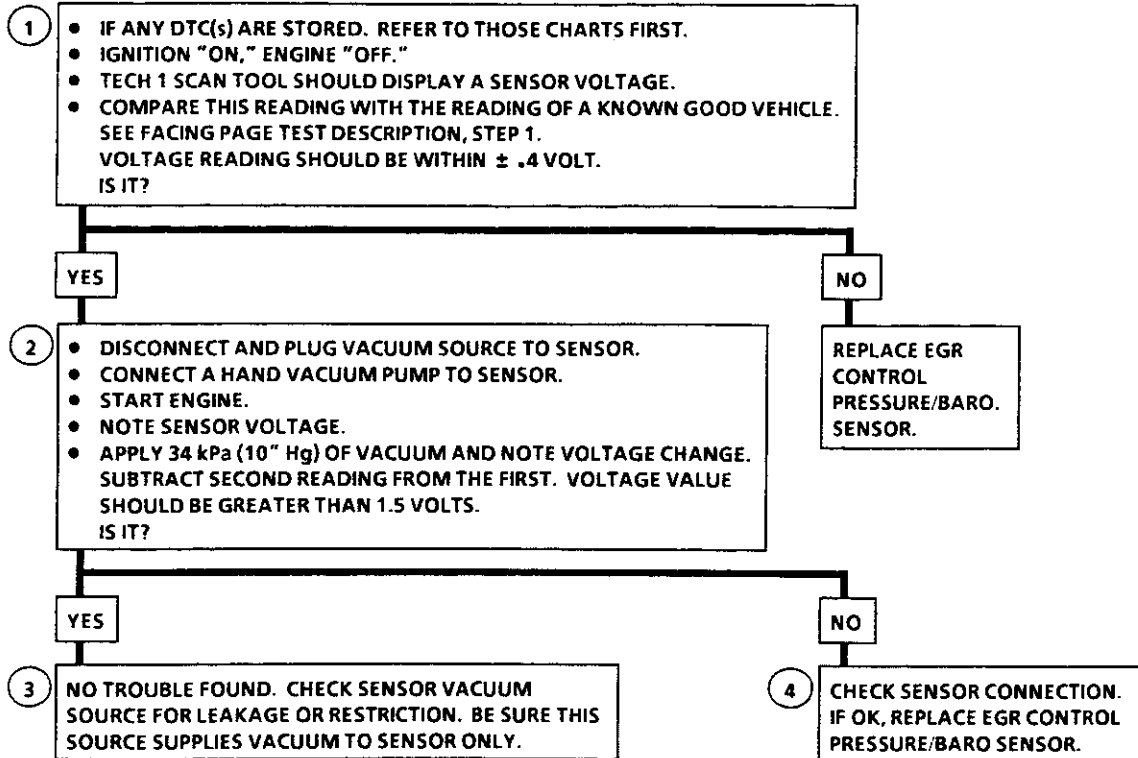 1
● IF ANY DTC(s) ARE STORED. REFER TO THOSE CHARTS FIRST.
● IGNITION "ON," ENGINE "OFF."
● TECH 1 SCAN TOOL SHOULD DISPLAY A SENSOR VOLTAGE.
● COMPARE THIS READING WITH THE READING OF A KNOWN GOOD VEHICLE.
SEE FACING PAGE TEST DESCRIPTION, STEP 1.
VOLTAGE READING SHOULD BE WITHIN ± .4 VOLT.
IS IT?
YES
NO
2
● DISCONNECT AND PLUG VACUUM SOURCE TO SENSOR.
● CONNECT A HAND VACUUM PUMP TO SENSOR.
● START ENGINE.
● NOTE SENSOR VOLTAGE.
● APPLY 34 kPa (10" Hg) OF VACUUM AND NOTE VOLTAGE CHANGE.
SUBTRACT SECOND READING FROM THE FIRST. VOLTAGE VALUE
SHOULD BE GREATER THAN 1.5 VOLTS.
IS IT?
REPLACE EGR
CONTROL
PRESSURE/BARO.
SENSOR.
YES
NO
3
NO TROUBLE FOUND. CHECK SENSOR VACUUM
SOURCE FOR LEAKAGE OR RESTRICTION. BE SURE THIS
SOURCE SUPPLIES VACUUM TO SENSOR ONLY.
4
CHECK SENSOR CONNECTION.
IF OK, REPLACE EGR CONTROL
PRESSURE/BARO SENSOR.